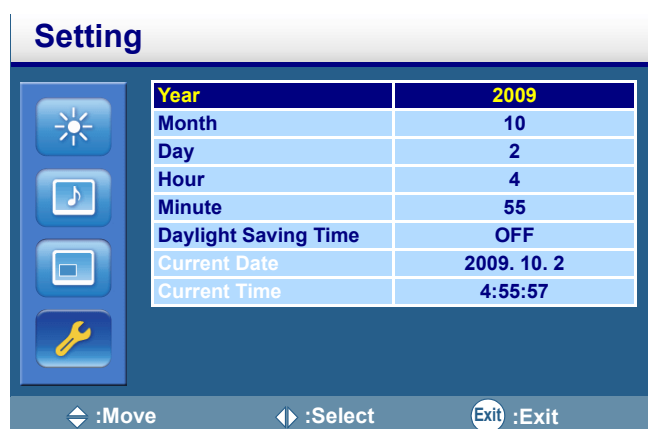 Setting
Year 2009
Month 10
Day 2
Hour 4
Minute 55
Daylight Saving Time OFF
Current Date 2009. 10. 2
Current Time 4:55:57
:Move :Select Exit :Exit